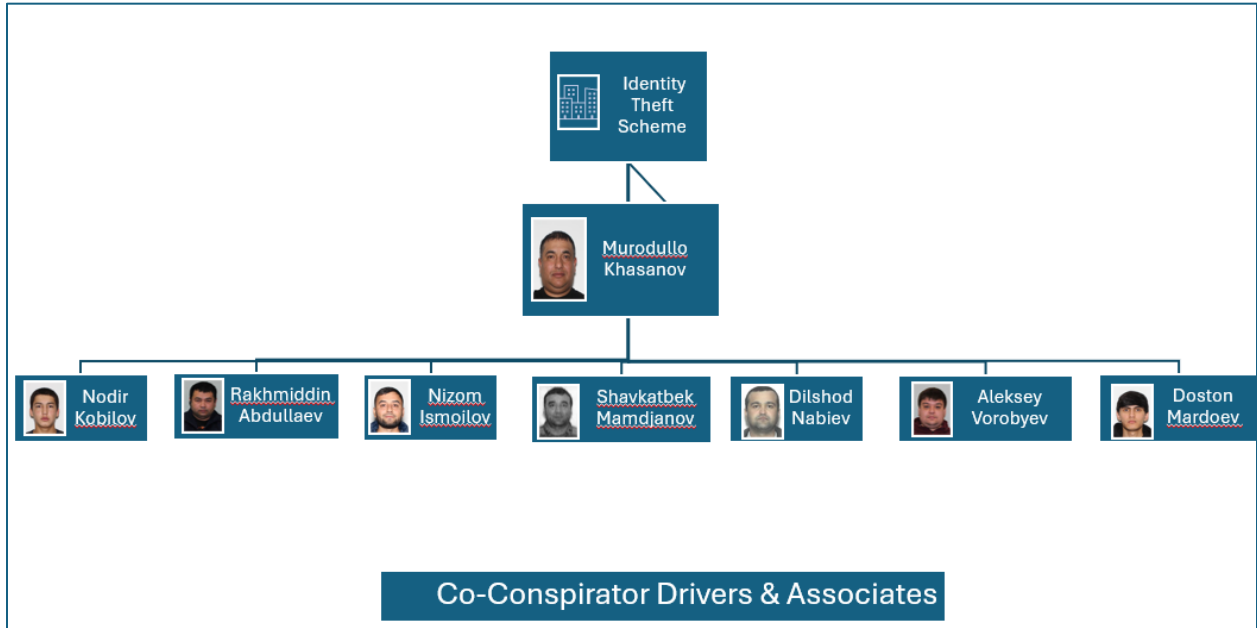 Identity
Theft
Scheme
Murodullo
Khasanov
Nodir
Kobilov
Rakhmiddin
Abdullaev
Nizom
Ismoilov
Shavkatbek
Mamdjanov
Dilshod
Nabiev
Aleksey
Vorobyev
Doston
Mardoev
Co-Conspirator Drivers & Associates